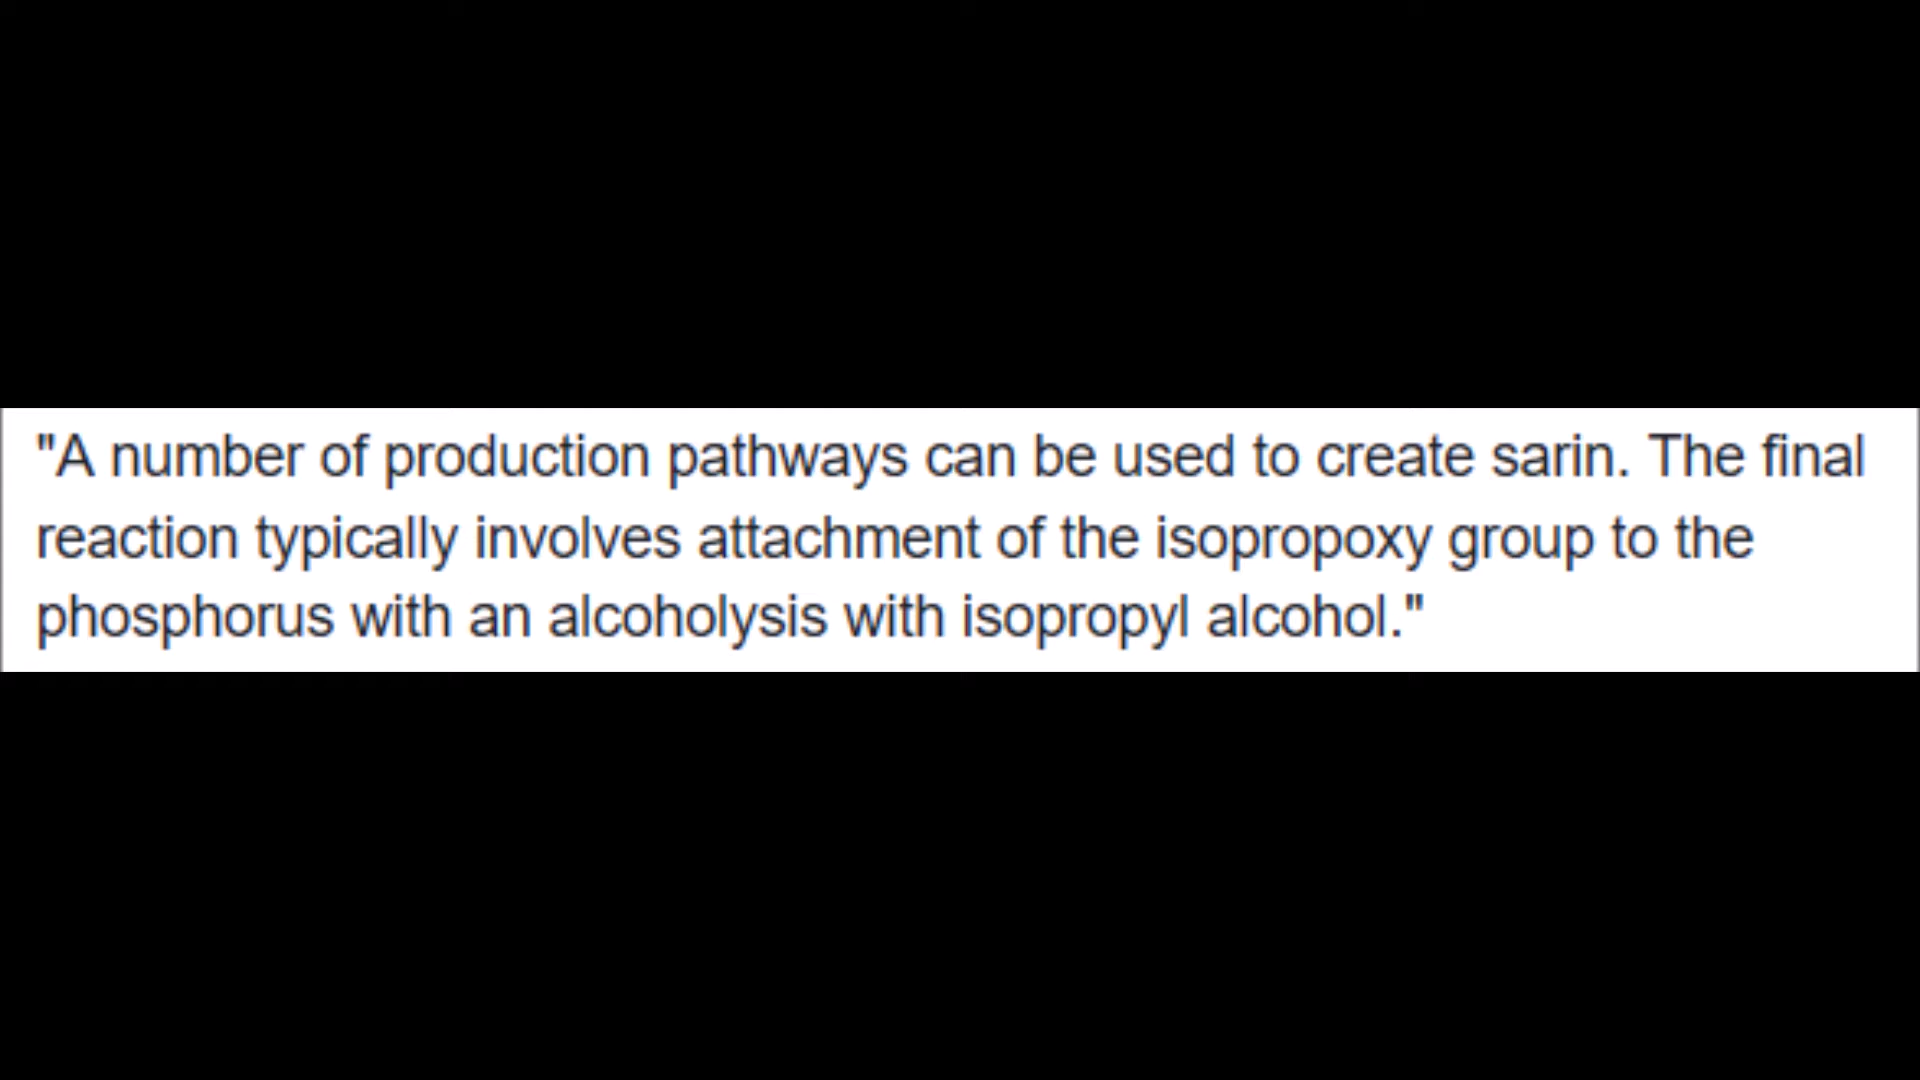 "A number of production pathways can be used to create sarin. The final
reaction typically involves attachment of the isopropoxy group to the
phosphorus with an alcoholysis with isopropyl alcohol."